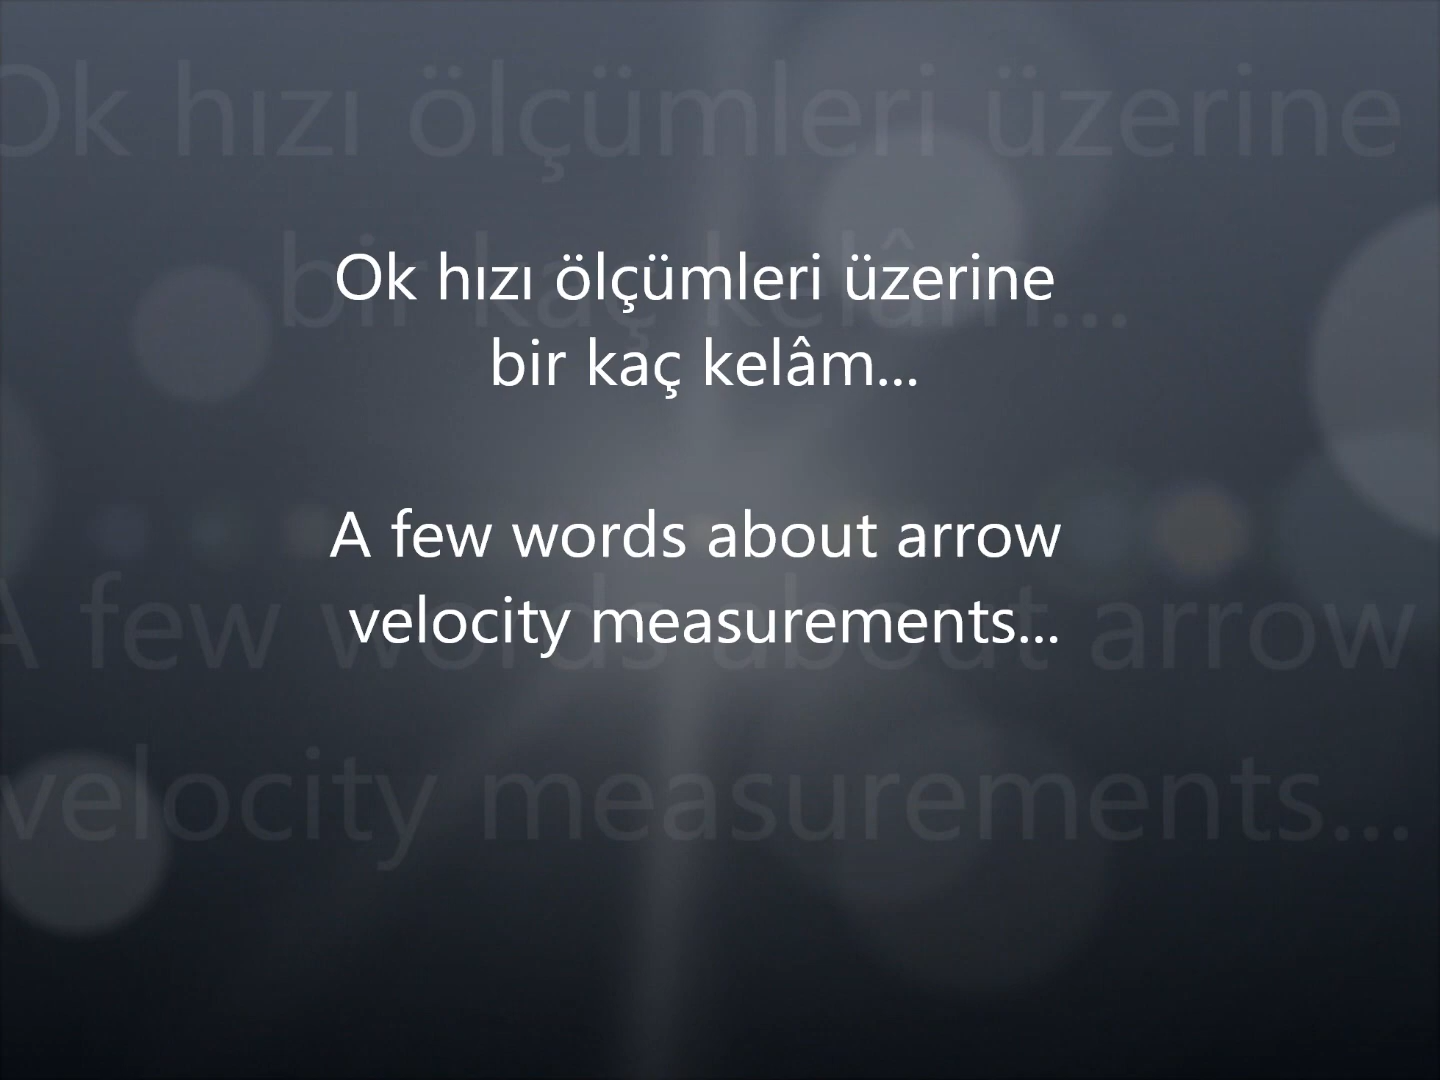 Ok hızı ölçümleri üzerine
bir kaç kelâm...
A few words about arrow
velocity measurements...